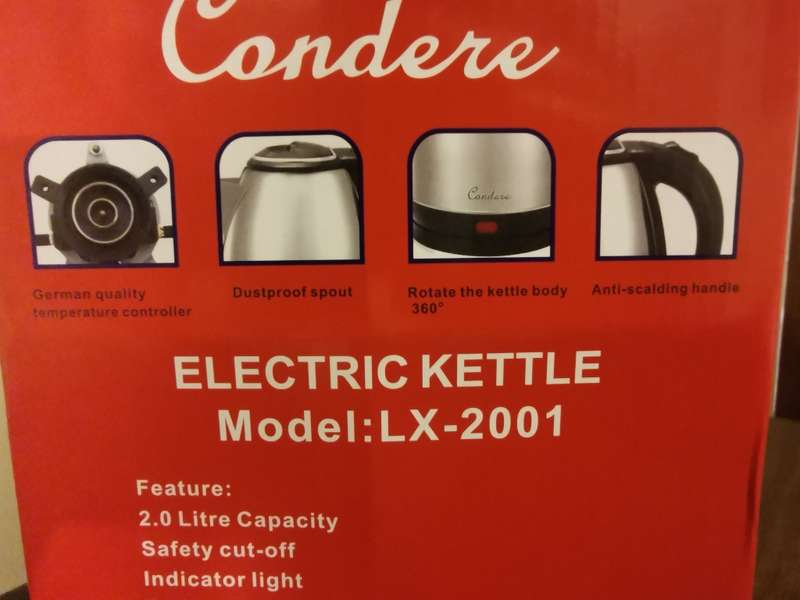 Condere
Condere
German quality
temperature controller
Dustproof spout
Rotate the kettle body
360°
Anti-scalding handle
ELECTRIC KETTLE
Model:LX-2001
Feature:
2.0 Litre Capacity
Safety cut-off
Indicator light